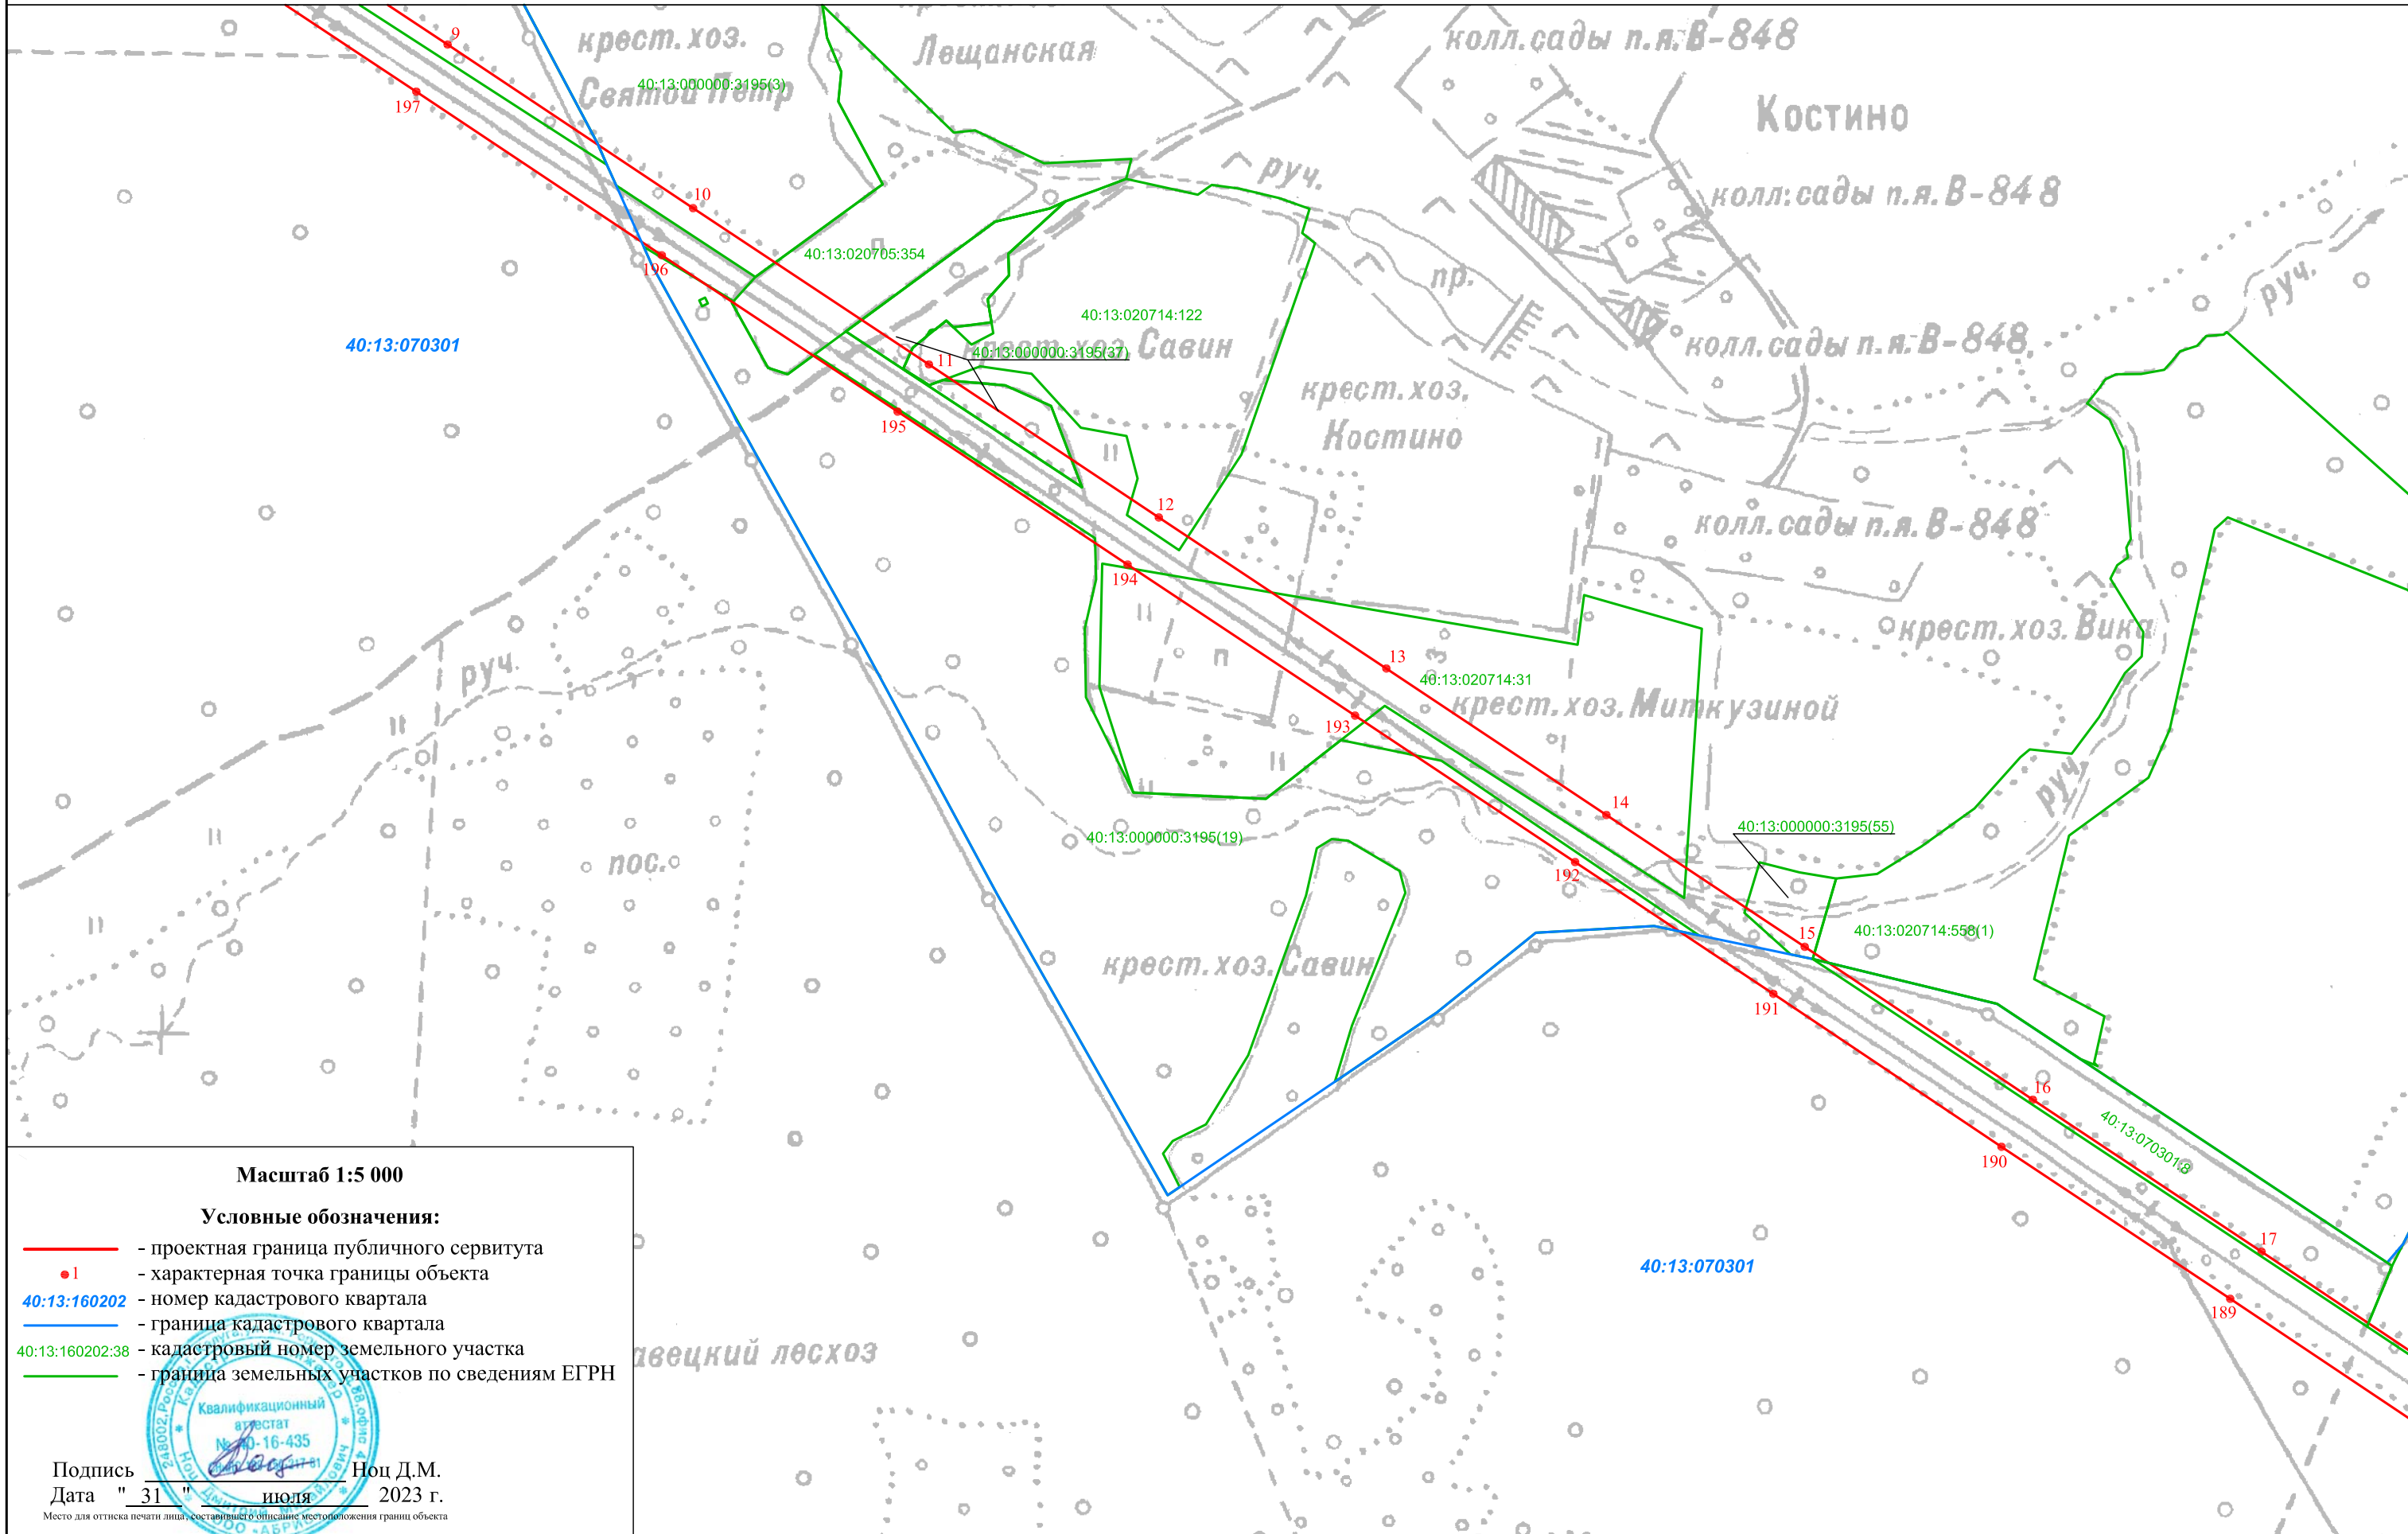 крест. хоз.
Святой Петр
40:13:000000:3195(3)
Лещанская
колл.сады п.я. В-848
Костино
колл:сады п.я. В-848
руч.
пр.
руч.
9
197
10
196
40:13:020705:354
40:13:070301
40:13:020714:122
крест. хоз. Савин
40:13:000000:3195(37)
11
195
колл.сады п.я. В-848
крест. хоз.
Костино
12
194
колл.сады п.я. В-848
крест. хоз. Вика
руч.
п
13
3
40:13:020714:31
крест. хоз. Миткузиной
193
14
руч.
40:13:000000:3195(55)
40:13:000000:3195(19)
пос.
192
15
40:13:020714:558(1)
крест. хоз. Савин
191
16
40:13:070301:8
190
17
40:13:070301
189
авецкий лесхоз
Масштаб 1:5 000
Условные обозначения:
- проектная граница публичного сервитута
1 - характерная точка границы объекта
40:13:160202 - номер кадастрового квартала
- граница кадастрового квартала
40:13:160202:38 - кадастровый номер земельного участка
- граница земельных участков по сведениям ЕГРН
Квалификационный
аттестат
№ 40-16-435
Подпись Ноц Д.М.
Дата " 31 " июля 2023 г.
Место для оттиска печати лица, составившего описание местоположения границ объекта